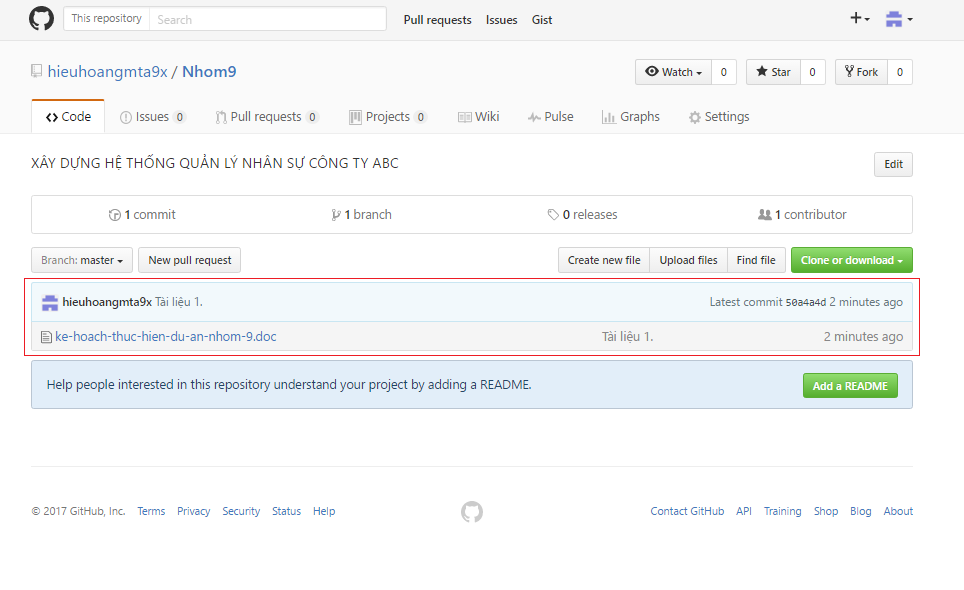 This repository Search Pull requests Issues Gist
hieuhoangmta9x / Nhom9 Watch 0 Star 0 Fork 0
Code Issues 0 Pull requests 0 Projects 0 Wiki Pulse Graphs Settings
XÂY DỰNG HỆ THỐNG QUẢN LÝ NHÂN SỰ CÔNG TY ABC Edit
1 commit 1 branch 0 releases 1 contributor
Branch: master New pull request Create new file Upload files Find file Clone or download
hieuhoangmta9x Tài liệu 1. Latest commit 50a4a4d 2 minutes ago
ke-hoach-thuc-hien-du-an-nhom-9.doc Tài liệu 1. 2 minutes ago
Help people interested in this repository understand your project by adding a README. Add a README
© 2017 GitHub, Inc. Terms Privacy Security Status Help Contact GitHub API Training Shop Blog About